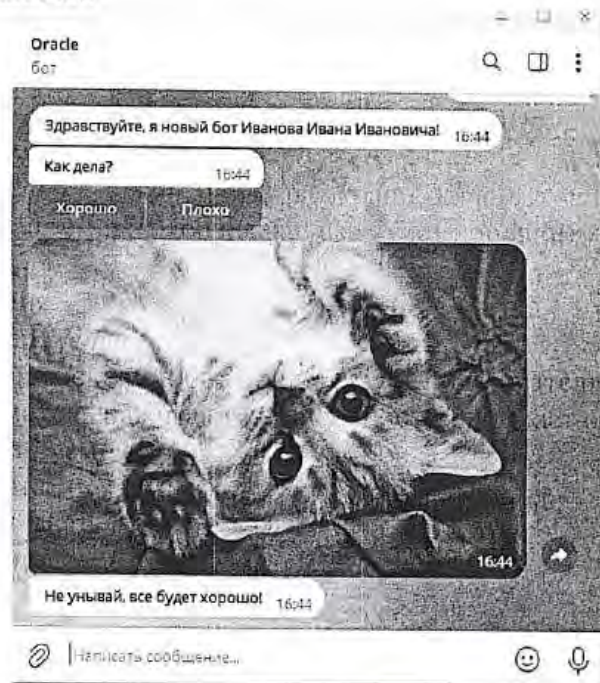 Oracle
бот
Здравствуйте, я новый бот Иванова Ивана Ивановича! 16:44
Как дела? 16:44
Хорошо Плохо
16:44
Не унывай, все будет хорошо! 16:44
Написать сообщение...